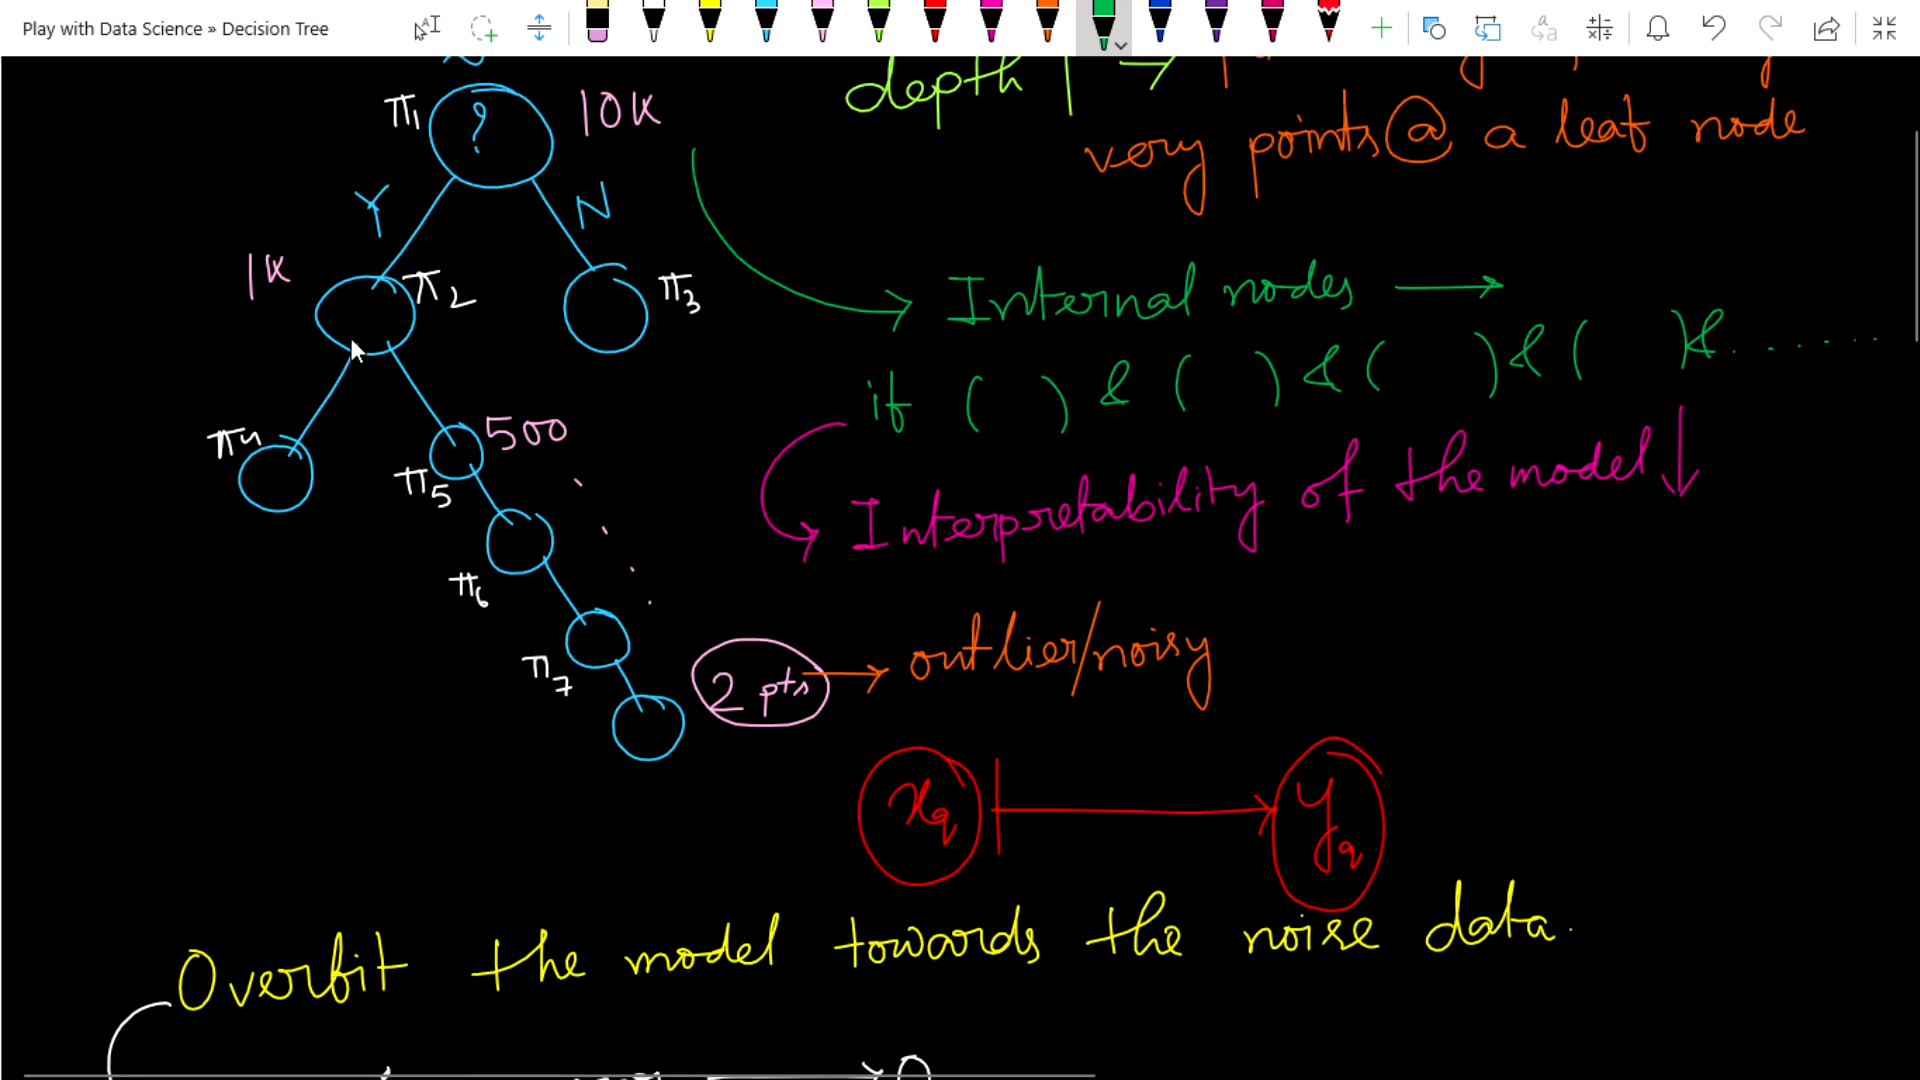 Play with Data Science » Decision Tree
depth ↑ →
very points @ a leaf node
π1 ? 10K
Y N
1K π2 π3
Internal nodes →
if ( ) & ( ) & ( ) & ( ) & .......
π4 500
π5
Interpretability of the model ↓
π6
π7
2 pts → outlier/noisy
xq → yq
Overfit the model towards the noise data.